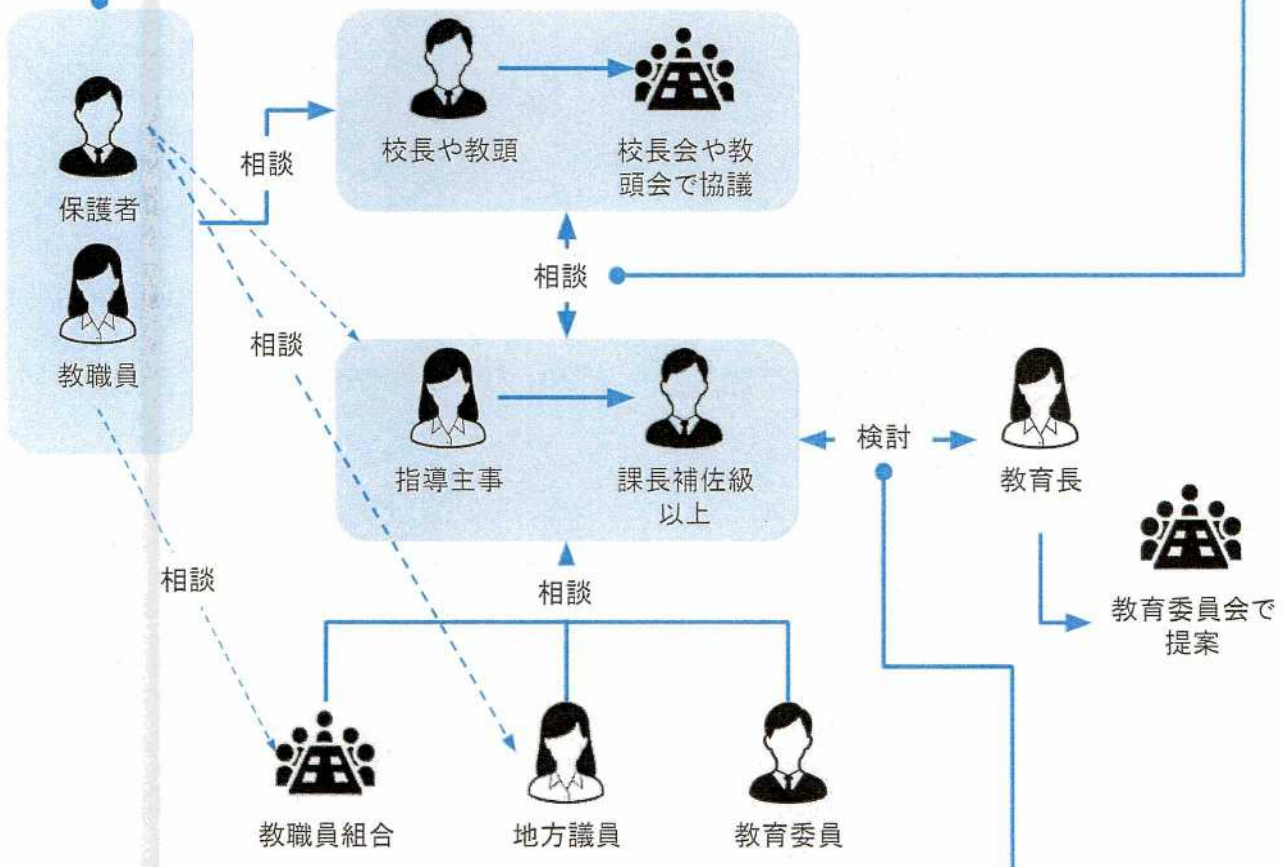 校長や教頭
校長会や教
頭会で協議
相談
保護者
相談
教職員
相談
指導主事
課長補佐級
以上
検討
教育長
相談
相談
教育委員会で
提案
教職員組合
地方議員
教育委員